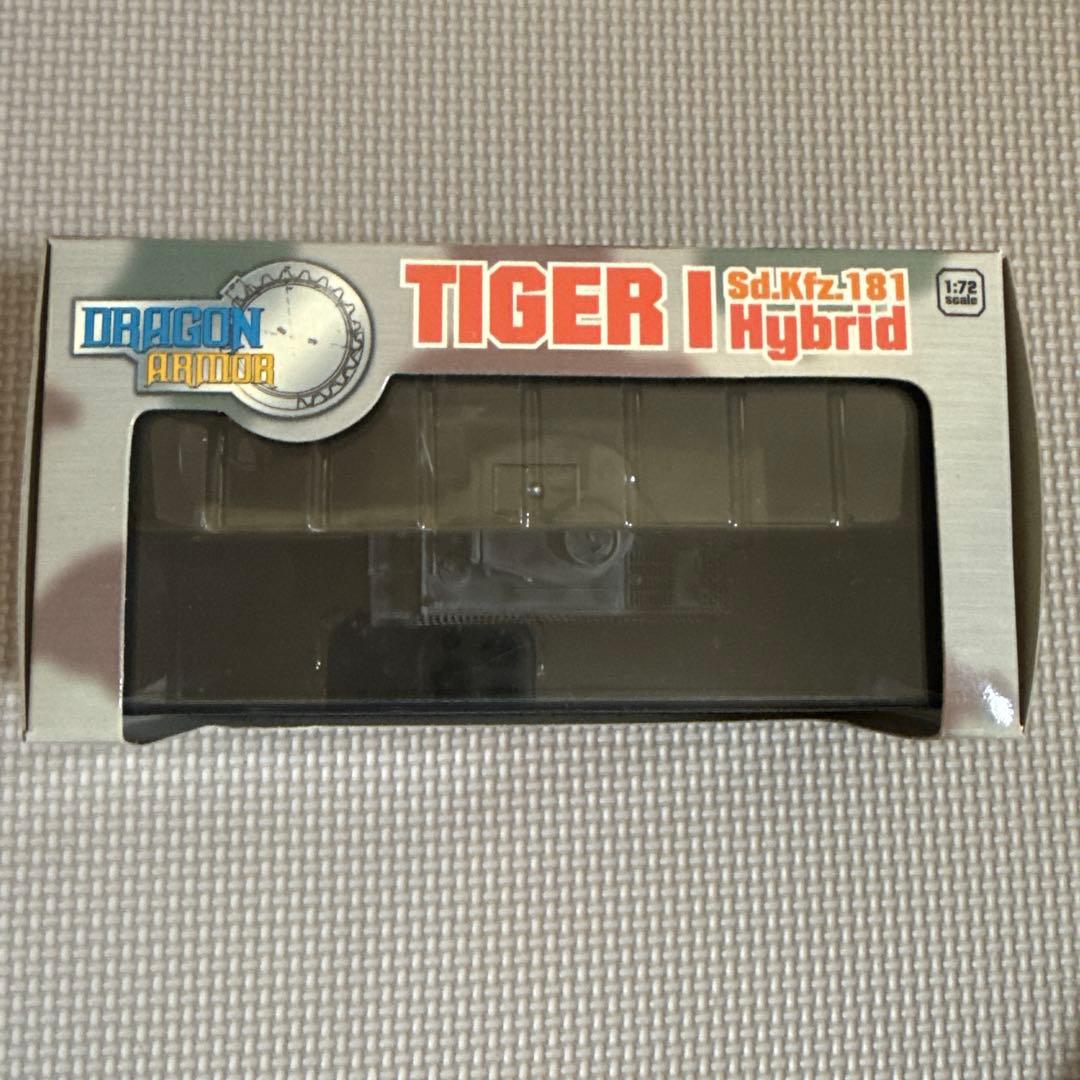 DRAGON
ARMOR
TIGER I
Sd.Kfz.181
Hybrid
1:72
scale